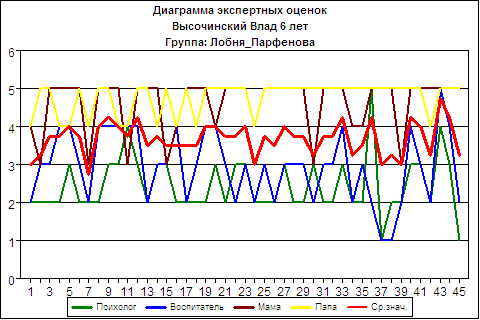 Диаграмма экспертных оценок
Высочинский Влад 6 лет
Группа: Лобня_Парфенова
6
5
4
3
2
1
0
1 3 5 7 9 11 13 15 17 19 21 23 25 27 29 31 33 35 37 39 41 43 45
Психолог Воспитатель Мама Папа Ср.знач.